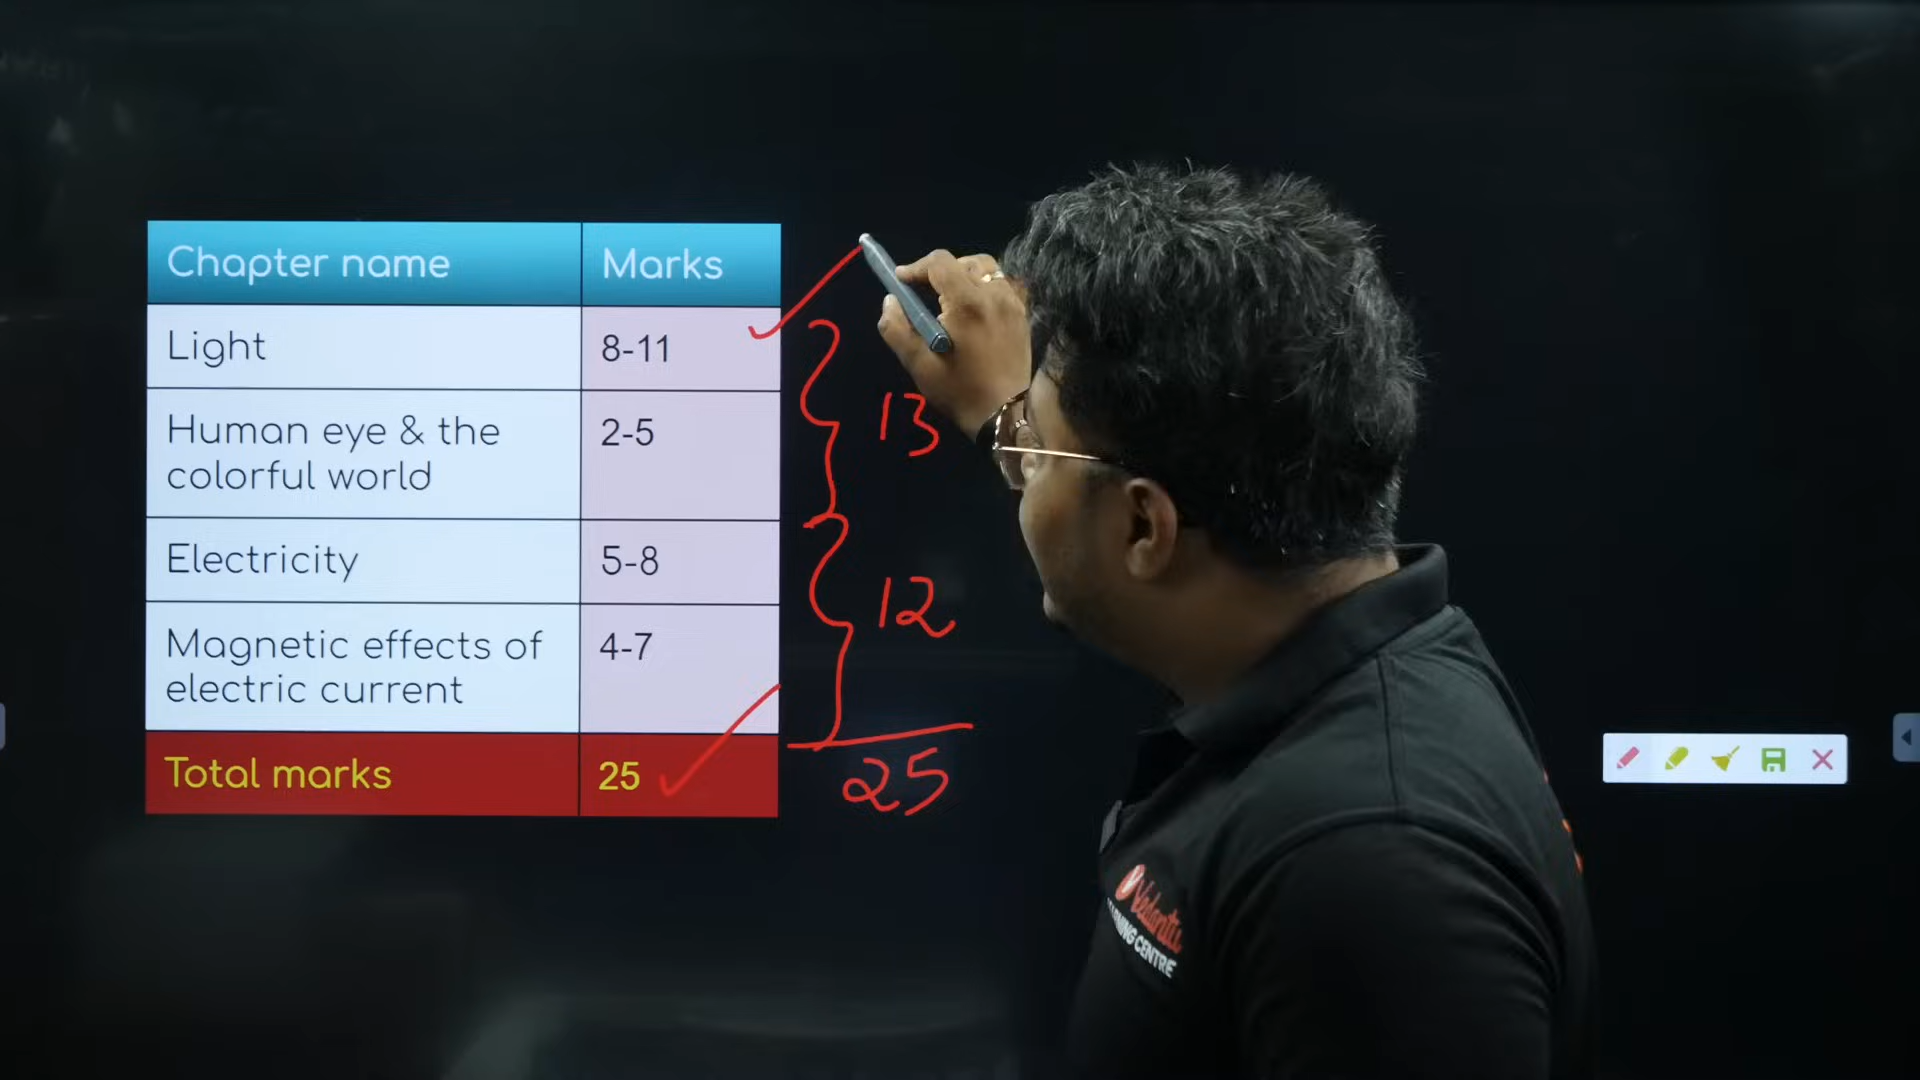 Chapter name Marks
Light 8-11
Human eye & the 2-5
colorful world
Electricity 5-8
Magnetic effects of 4-7
electric current
Total marks 25
13
12
25
Vedantu
LEARNING CENTRE